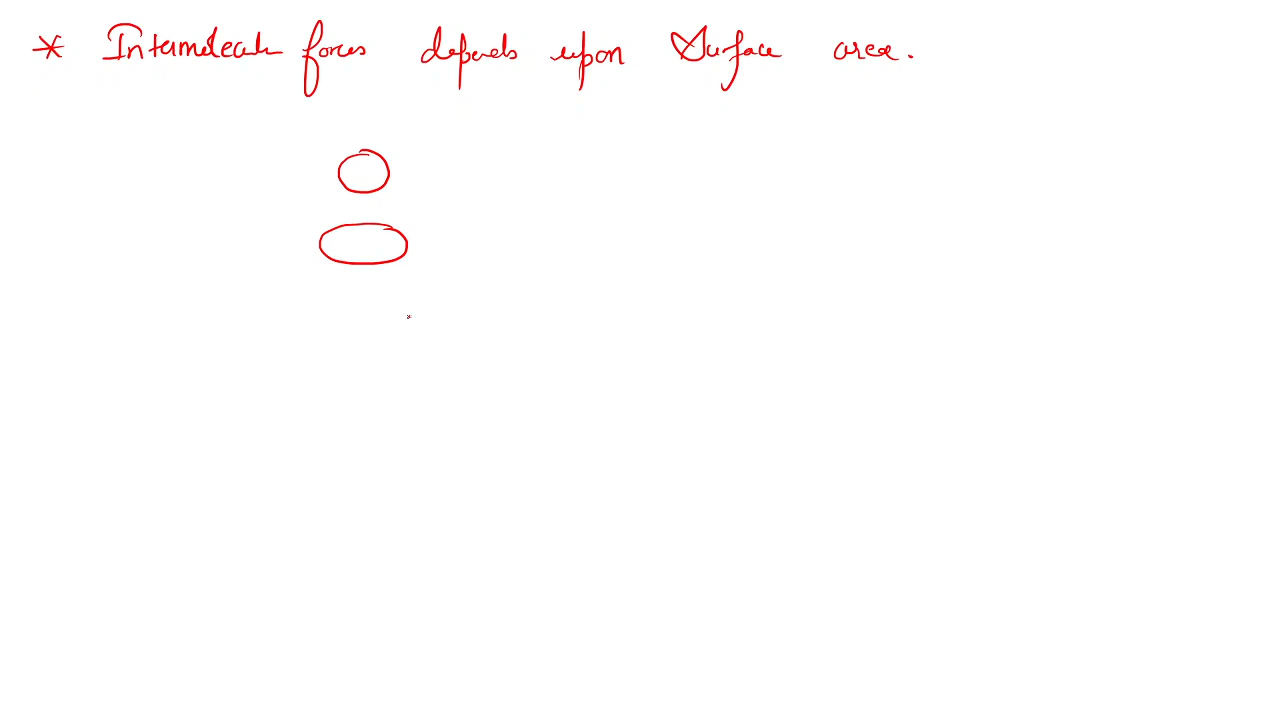 * Intermolecular forces depends upon Surface area.